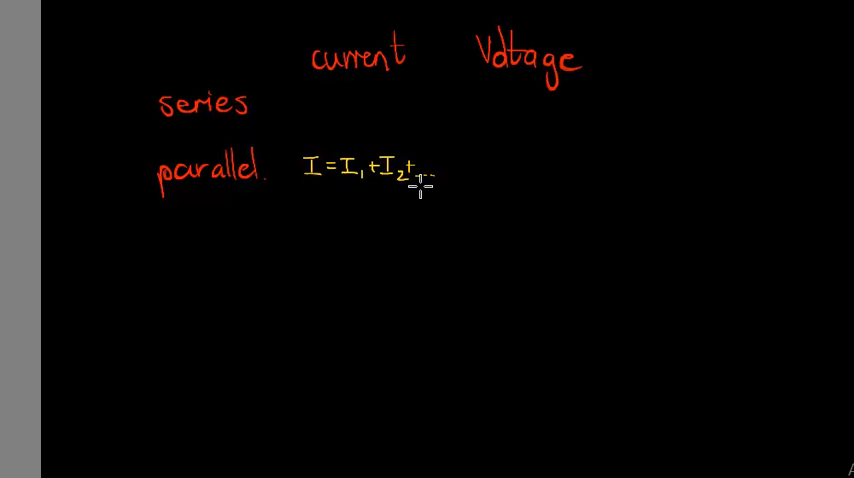 current Voltage
series
parallel. I = I₁ + I₂ + ...